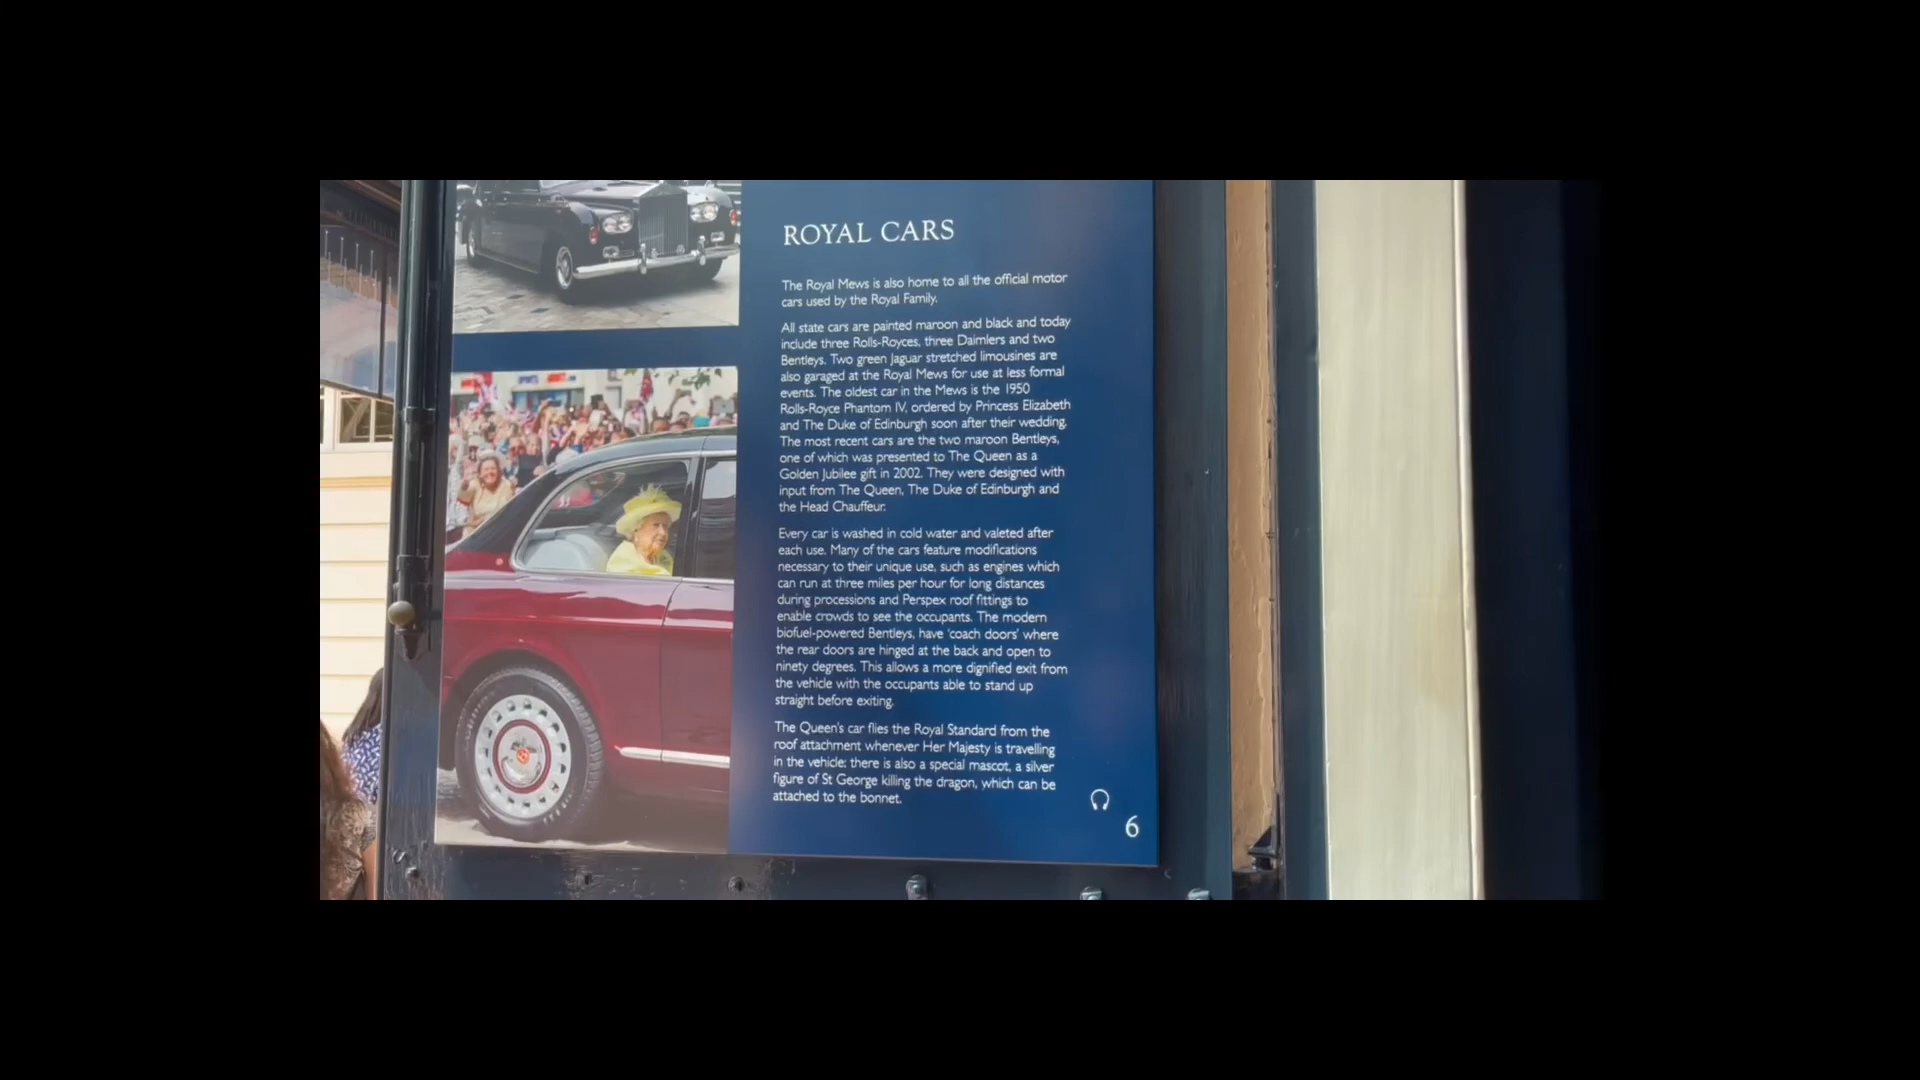 ROYAL CARS
The Royal Mews is also home to all the official motor
cars used by the Royal Family.
All state cars are painted maroon and black and today
include three Rolls-Royces, three Daimlers and two
Bentleys. Two green Jaguar stretched limousines are
also garaged at the Royal Mews for use at less formal
events. The oldest car in the Mews is the 1950
Rolls-Royce Phantom IV, ordered by Princess Elizabeth
and The Duke of Edinburgh soon after their wedding.
The most recent cars are the two maroon Bentleys,
one of which was presented to The Queen as a
Golden Jubilee gift in 2002. They were designed with
input from The Queen, The Duke of Edinburgh and
the Head Chauffeur.
Every car is washed in cold water and valeted after
each use. Many of the cars feature modifications
necessary to their unique use, such as engines which
can run at three miles per hour for long distances
during processions and Perspex roof fittings to
enable crowds to see the occupants. The modern
biofuel-powered Bentleys, have 'coach doors' where
the rear doors are hinged at the back and open to
ninety degrees. This allows a more dignified exit from
the vehicle with the occupants able to stand up
straight before exiting.
The Queen's car flies the Royal Standard from the
roof attachment whenever Her Majesty is travelling
in the vehicle; there is also a special mascot, a silver
figure of St George killing the dragon, which can be
attached to the bonnet.
6